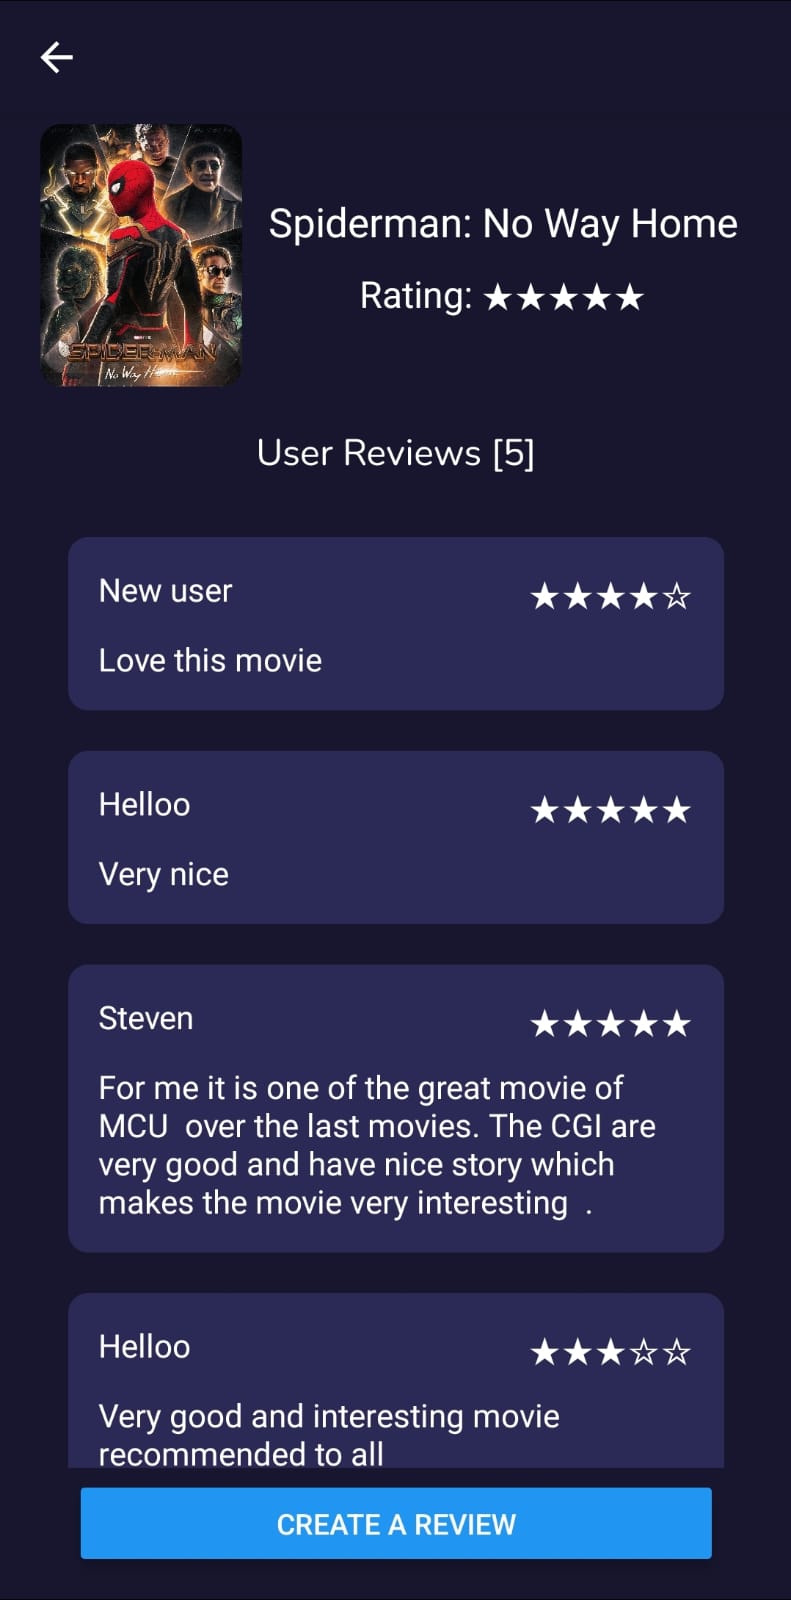 SPIDER-MAN
No Way Home
Spiderman: No Way Home
Rating: ★★★★★
User Reviews [5]
New user ★★★★☆
Love this movie
Helloo ★★★★★
Very nice
Steven ★★★★★
For me it is one of the great movie of
MCU  over the last movies. The CGI are
very good and have nice story which
makes the movie very interesting  .
Helloo ★★★☆☆
Very good and interesting movie
recommended to all
CREATE A REVIEW